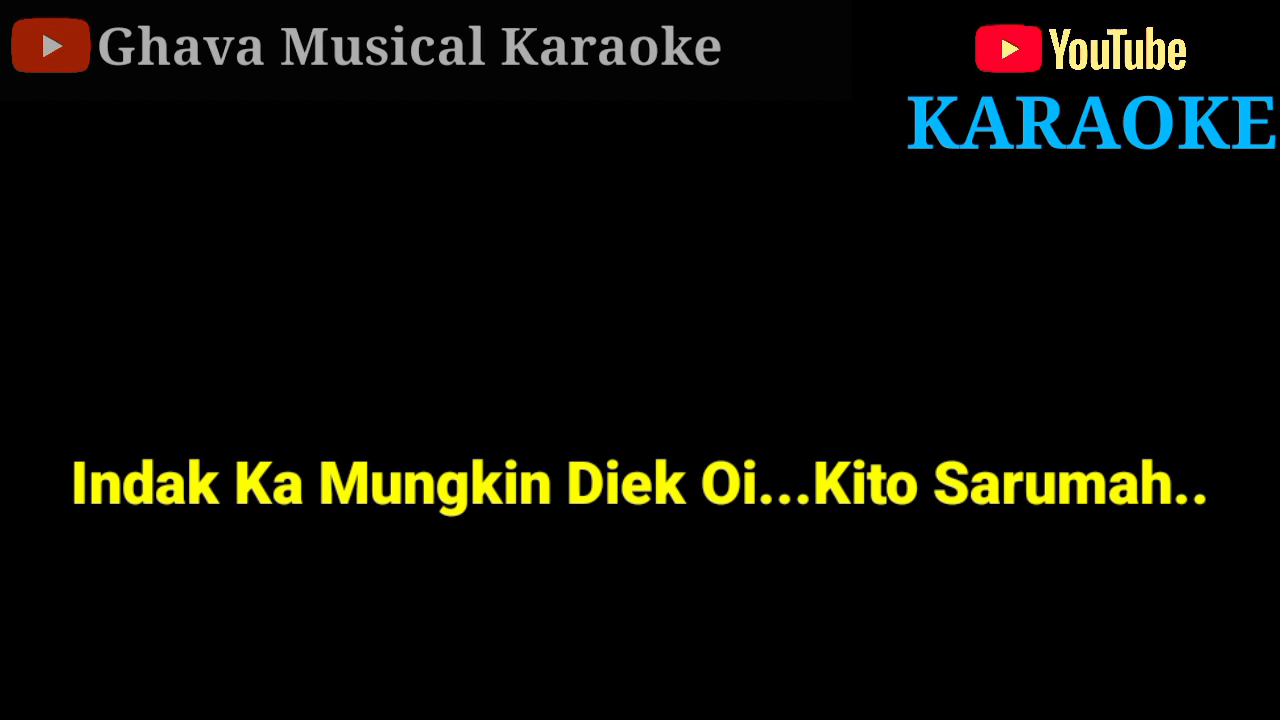 Ghava Musical Karaoke
YouTube
KARAOKE
Indak Ka Mungkin Diek Oi...Kito Sarumah..